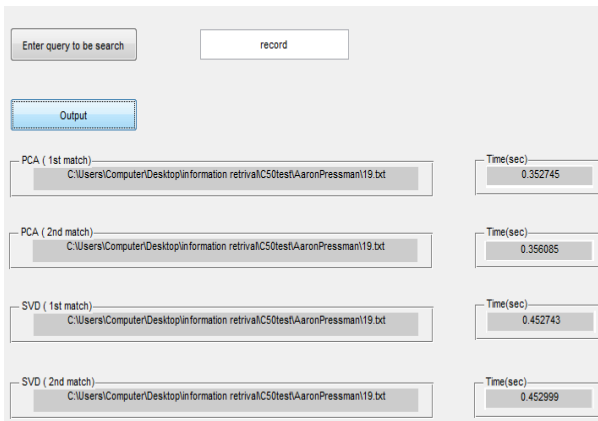 Enter query to be search
record
Output
PCA ( 1st match)
Time(sec)
C:\Users\Computer\Desktop\information retrival\C50test\AaronPressman\19.txt
0.352745
PCA ( 2nd match)
Time(sec)
C:\Users\Computer\Desktop\information retrival\C50test\AaronPressman\19.txt
0.356085
SVD ( 1st match)
Time(sec)
C:\Users\Computer\Desktop\information retrival\C50test\AaronPressman\19.txt
0.452743
SVD ( 2nd match)
Time(sec)
C:\Users\Computer\Desktop\information retrival\C50test\AaronPressman\19.txt
0.452999